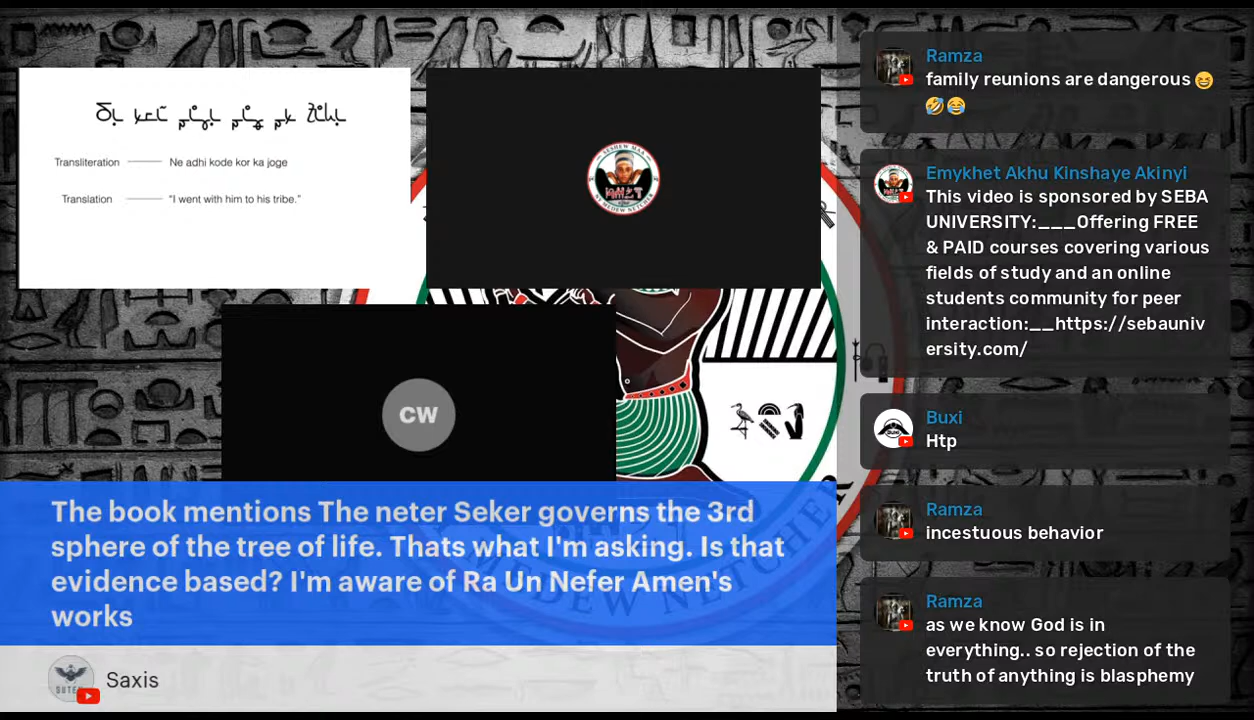 Transliteration
Ne adhi kode kor ka joge
Translation
"I went with him to his tribe."
CW
The book mentions The neter Seker governs the 3rd
sphere of the tree of life. Thats what I'm asking. Is that
evidence based? I'm aware of Ra Un Nefer Amen's
works
Saxis
Ramza
family reunions are dangerous 😆
🤣😂
Emykhet Akhu Kinshaye Akinyi
This video is sponsored by SEBA
UNIVERSITY:___Offering FREE
& PAID courses covering various
fields of study and an online
students community for peer
interaction:__https://sebauniv
ersity.com/
Buxi
Htp
Ramza
incestuous behavior
Ramza
as we know God is in
everything.. so rejection of the
truth of anything is blasphemy